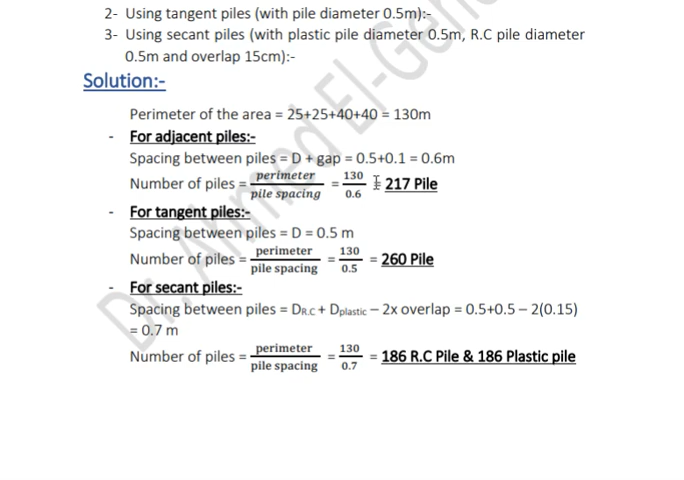 2- Using tangent piles (with pile diameter 0.5m):-
3- Using secant piles (with plastic pile diameter 0.5m, R.C pile diameter
0.5m and overlap 15cm):-
Solution:-
Perimeter of the area = 25+25+40+40 = 130m
- For adjacent piles:-
Spacing between piles = D + gap = 0.5+0.1 = 0.6m
Number of piles = perimeter / pile spacing = 130 / 0.6 = 217 Pile
- For tangent piles:-
Spacing between piles = D = 0.5 m
Number of piles = perimeter / pile spacing = 130 / 0.5 = 260 Pile
- For secant piles:-
Spacing between piles = DR.C + Dplastic – 2x overlap = 0.5+0.5 – 2(0.15)
= 0.7 m
Number of piles = perimeter / pile spacing = 130 / 0.7 = 186 R.C Pile & 186 Plastic pile
Dr. Ahmed El-Gen